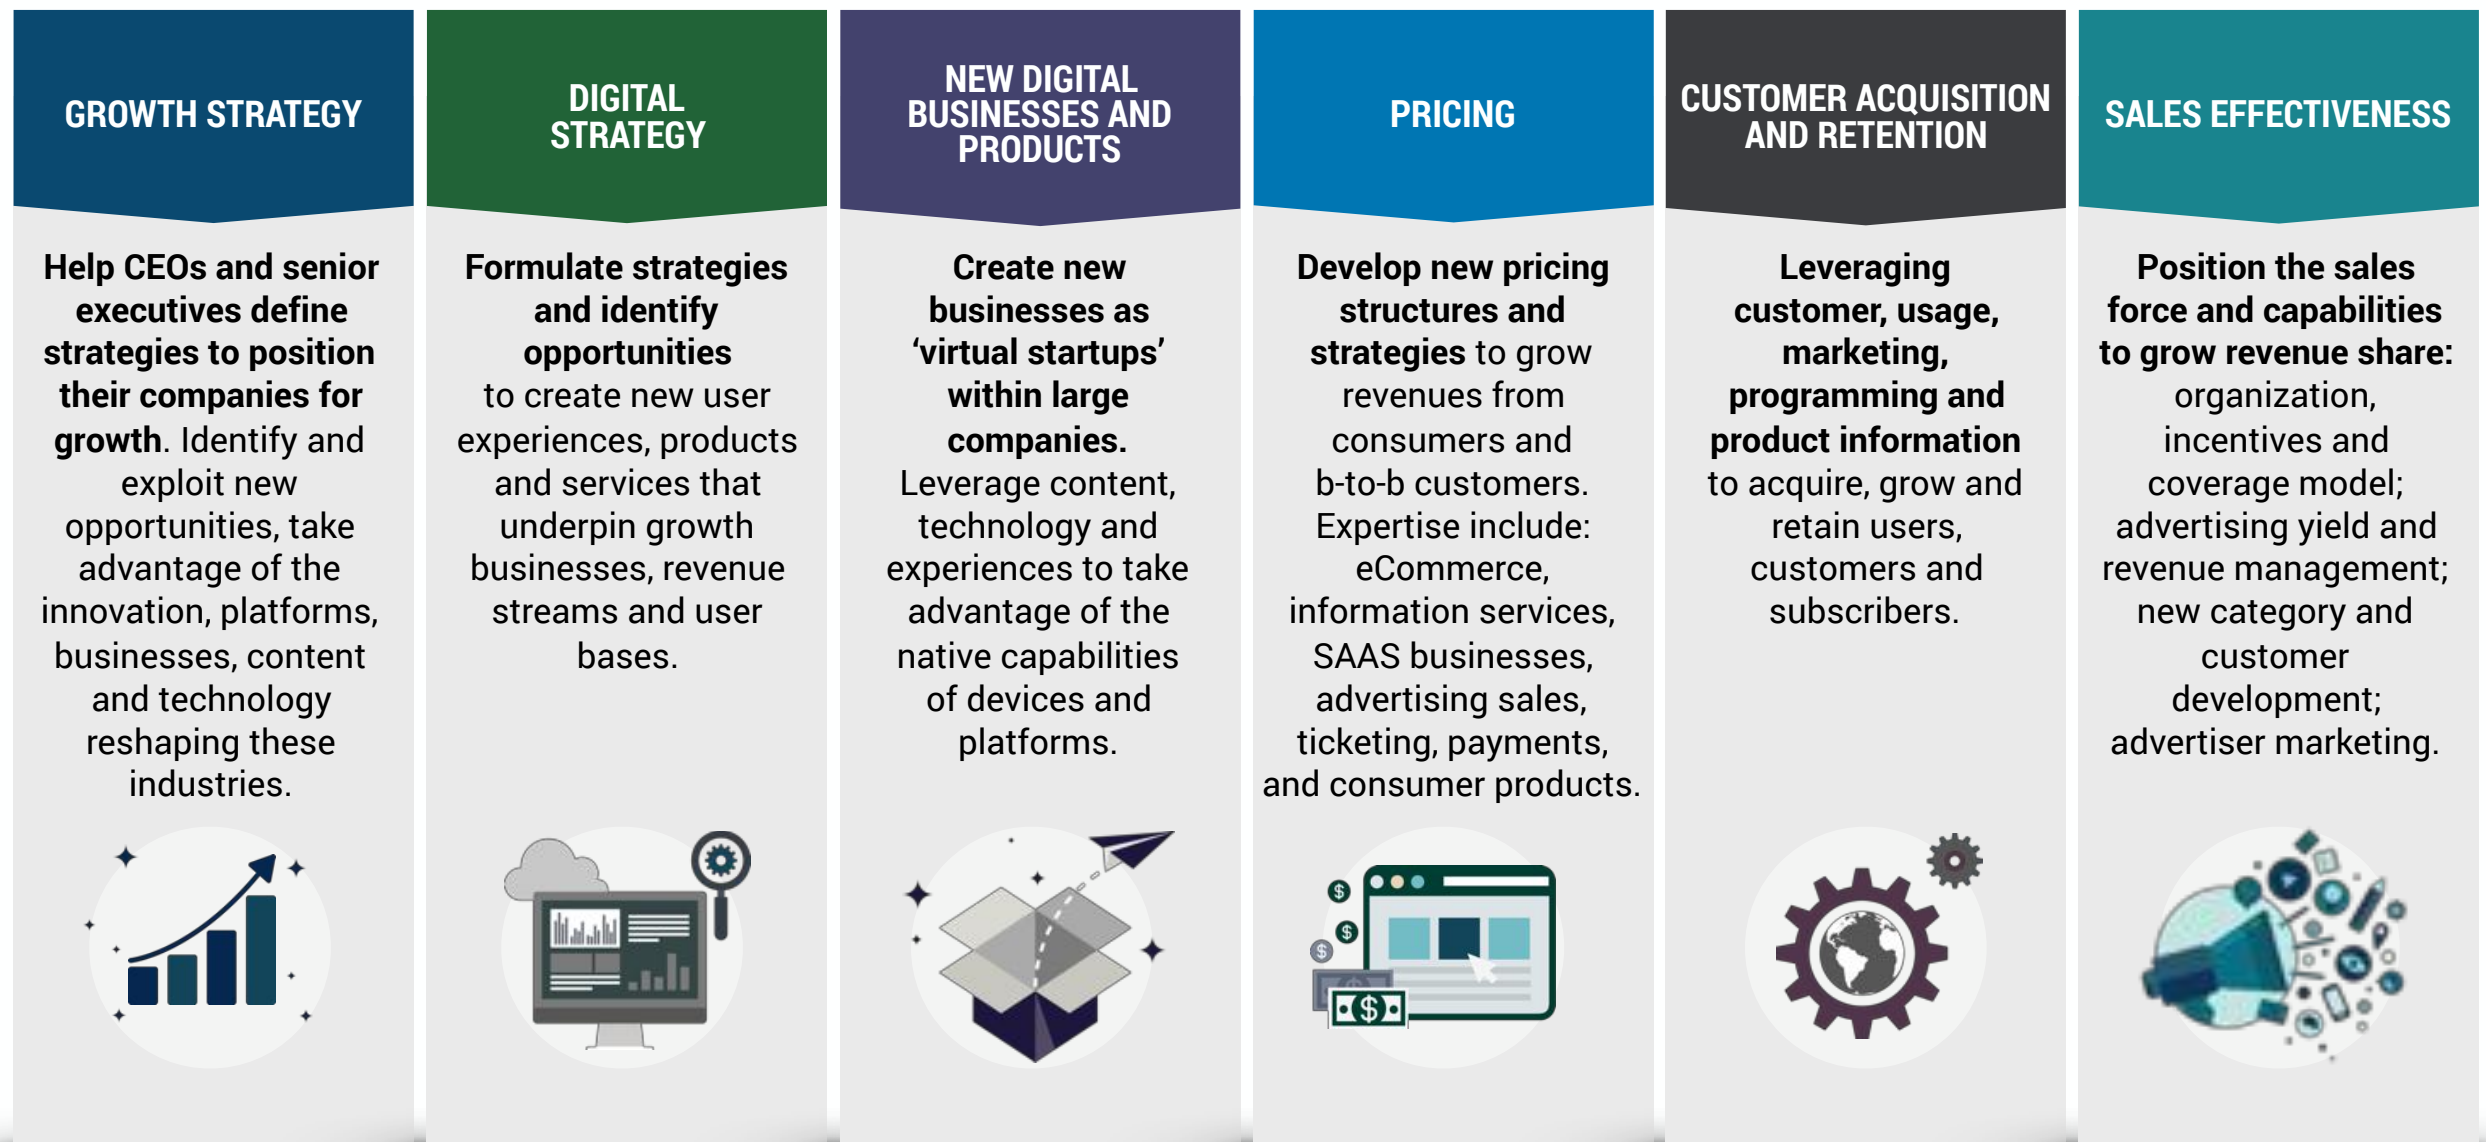 GROWTH STRATEGY
Help CEOs and senior
executives define
strategies to position
their companies for
growth. Identify and
exploit new
opportunities, take
advantage of the
innovation, platforms,
businesses, content
and technology
reshaping these
industries.
DIGITAL
STRATEGY
Formulate strategies
and identify
opportunities
to create new user
experiences, products
and services that
underpin growth
businesses, revenue
streams and user
bases.
NEW DIGITAL
BUSINESSES AND
PRODUCTS
Create new
businesses as
‘virtual startups’
within large
companies.
Leverage content,
technology and
experiences to take
advantage of the
native capabilities
of devices and
platforms.
PRICING
Develop new pricing
structures and
strategies to grow
revenues from
consumers and
b-to-b customers.
Expertise include:
eCommerce,
information services,
SAAS businesses,
advertising sales,
ticketing, payments,
and consumer products.
$
$
$
$
$
CUSTOMER ACQUISITION
AND RETENTION
Leveraging
customer, usage,
marketing,
programming and
product information
to acquire, grow and
retain users,
customers and
subscribers.
SALES EFFECTIVENESS
Position the sales
force and capabilities
to grow revenue share:
organization,
incentives and
coverage model;
advertising yield and
revenue management;
new category and
customer
development;
advertiser marketing.